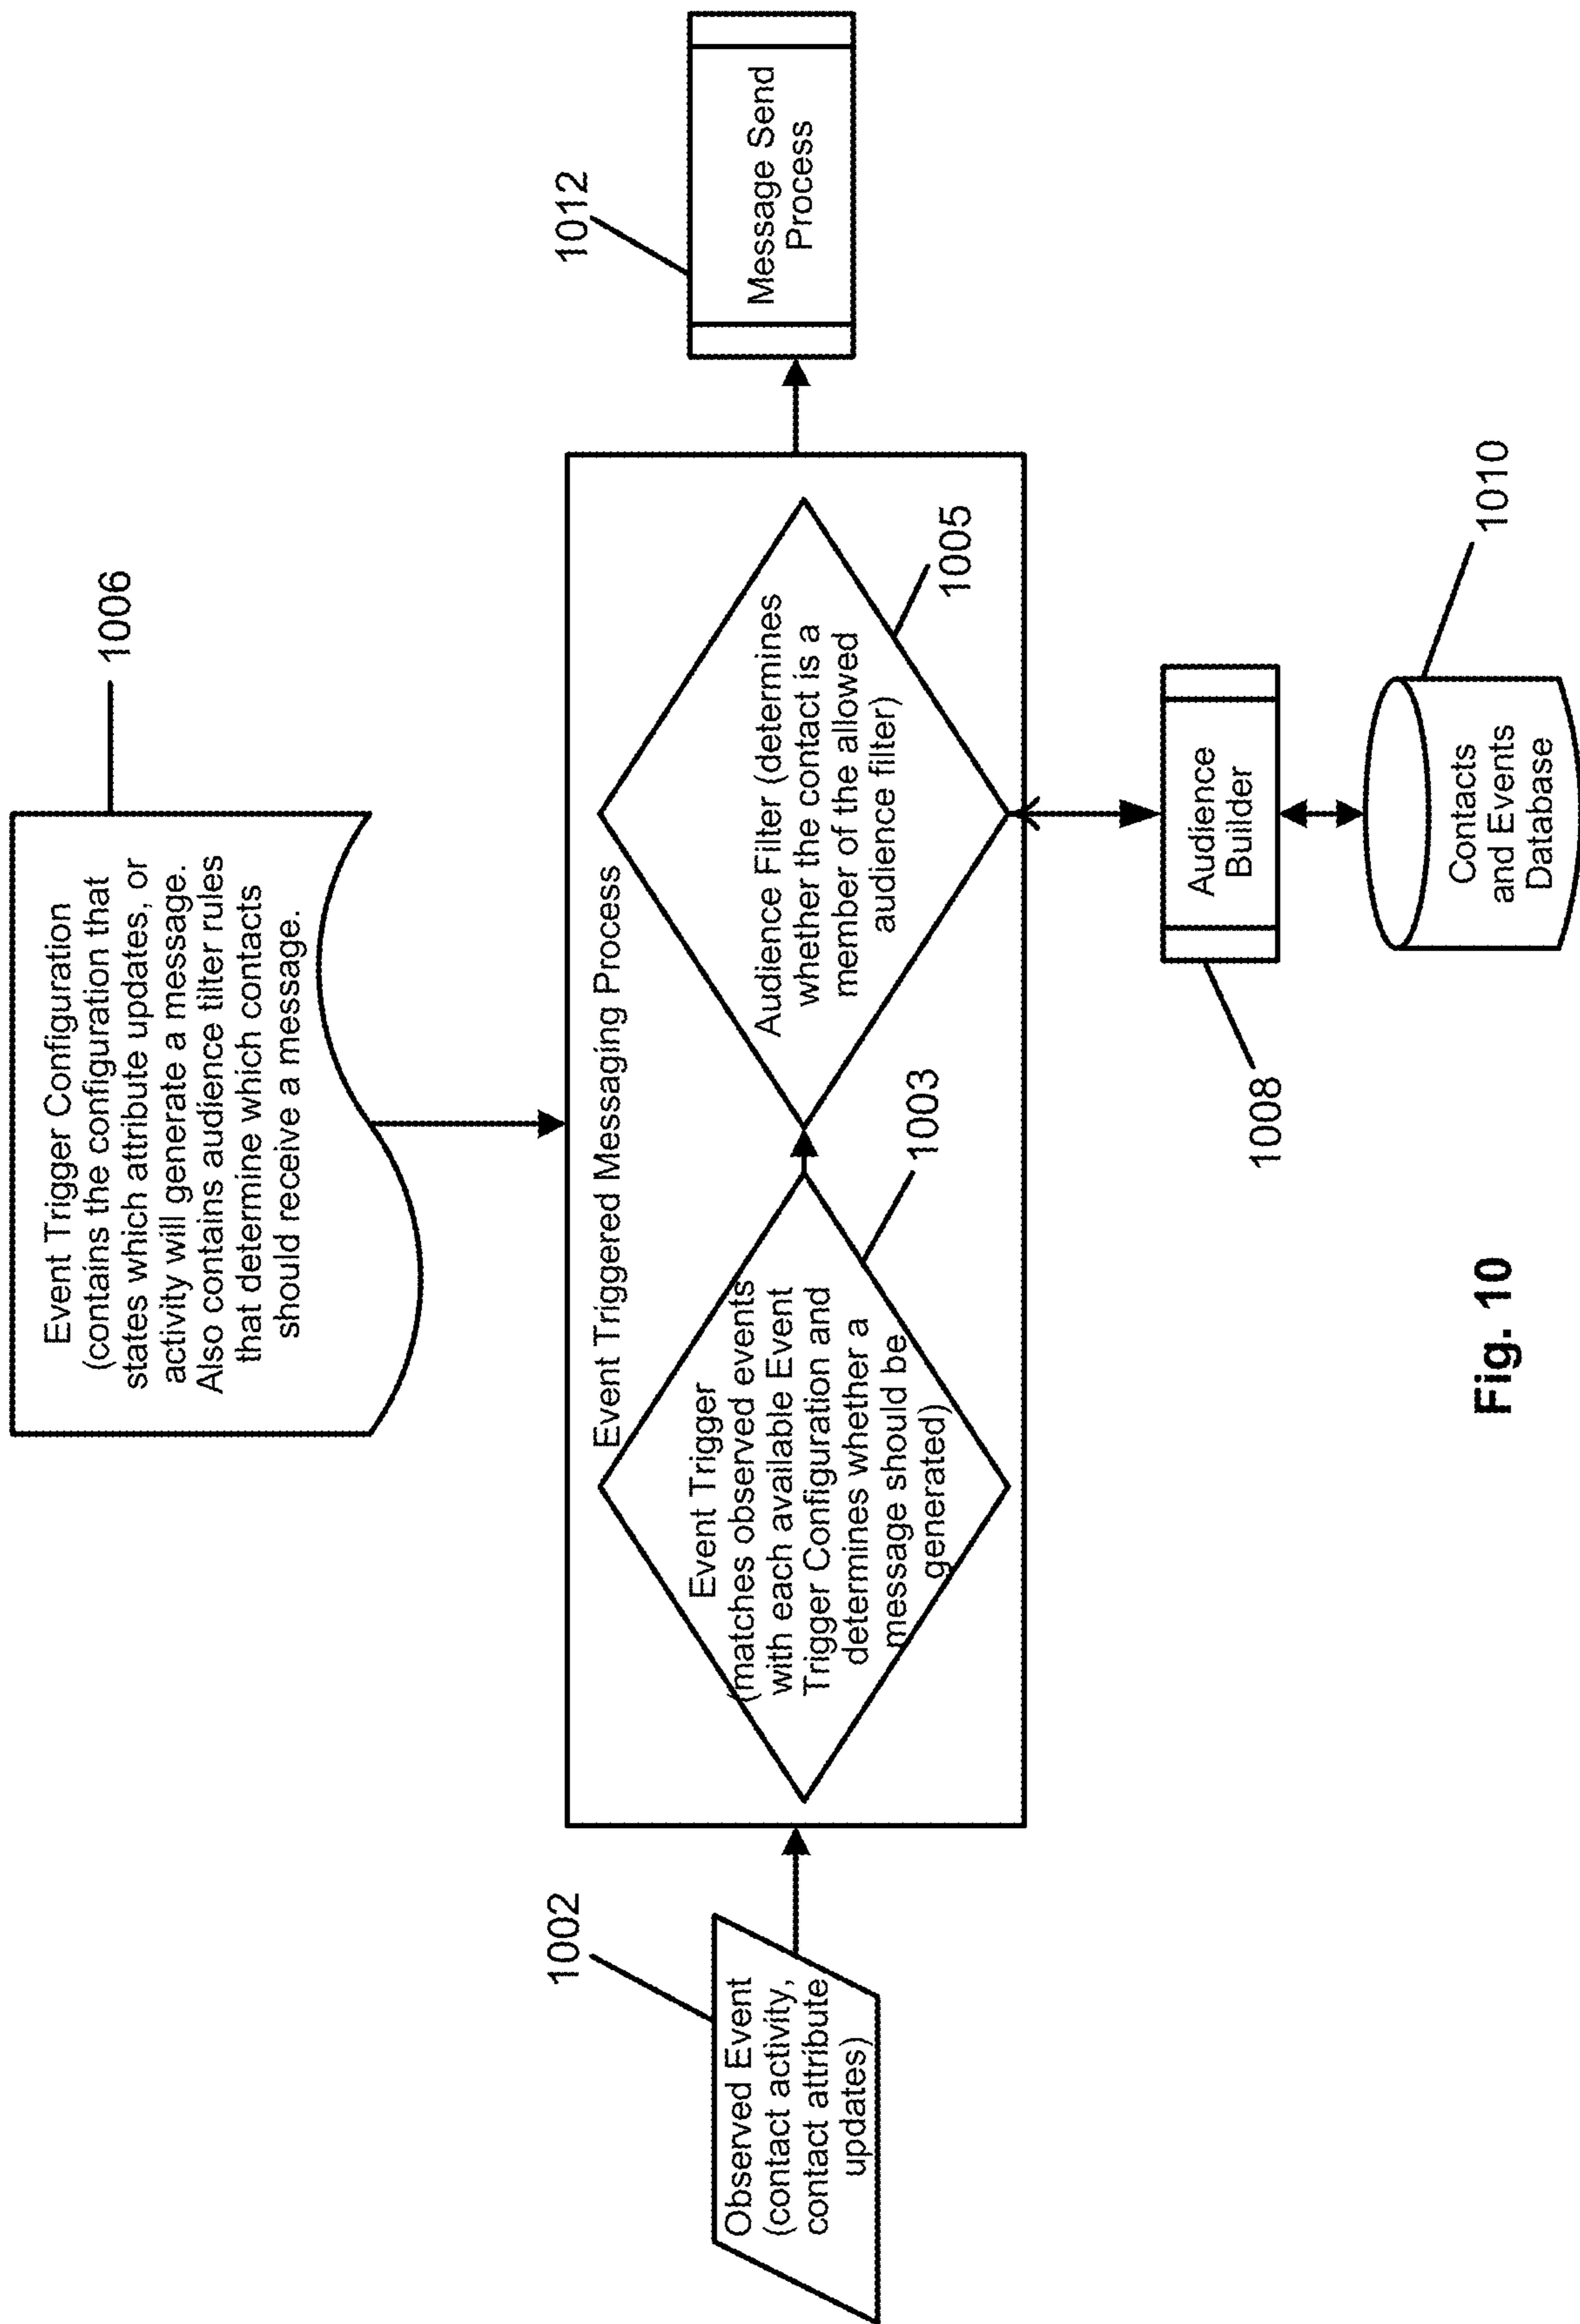 1006
Event Trigger Configuration
(contains the configuration that
states which attribute updates, or
activity will generate a message.
Also contains audience tilter rules
that determine which contacts
should receive a message.
1002
Observed Event
(contact activity,
contact attribute
updates)
Event Triggered Messaging Process
Event Trigger
(matches observed events
with each available Event
Trigger Configuration and
determines whether a
message should be
generated)
1003
Audience Filter (determines
whether the contact is a
member of the allowed
audience filter)
1005
1012
Message Send
Process
1008
Audience
Builder
1010
Contacts
and Events
Database
Fig. 10